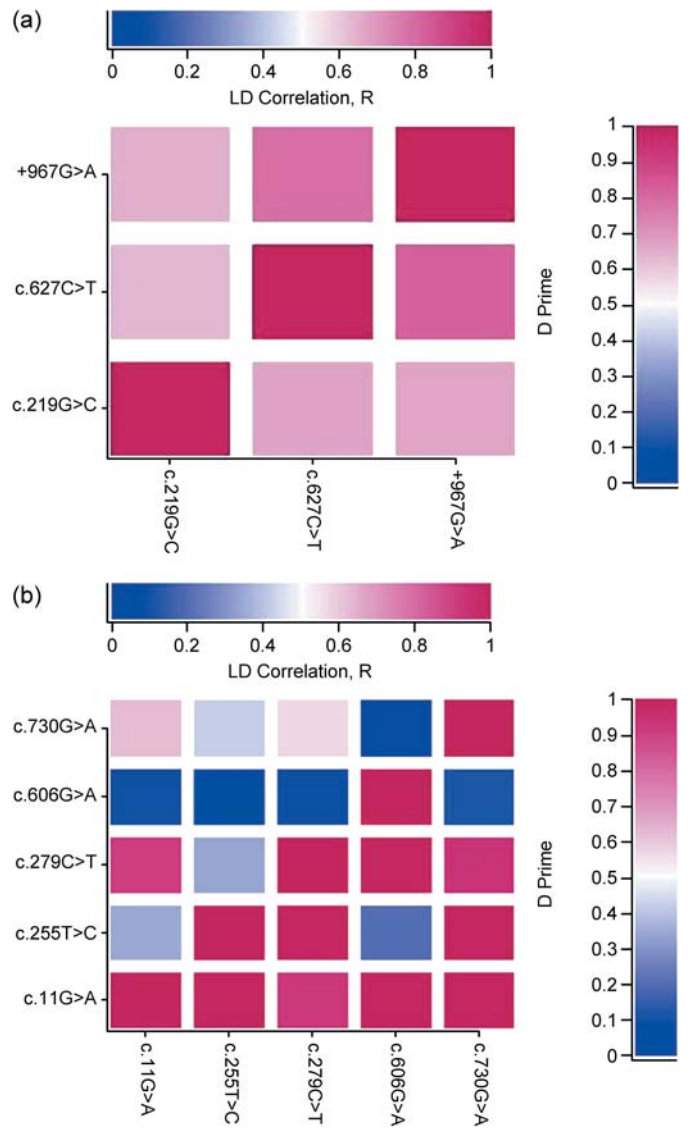 (a)
0 0.2 0.4 0.6 0.8 1
LD Correlation, R
+967G>A
c.627C>T
c.219G>C
c.219G>C
c.627C>T
+967G>A
D Prime
1
0.9
0.8
0.7
0.6
0.5
0.4
0.3
0.2
0.1
0
(b)
0 0.2 0.4 0.6 0.8 1
LD Correlation, R
c.730G>A
c.606G>A
c.279C>T
c.255T>C
c.11G>A
c.11G>A
c.255T>C
c.279C>T
c.606G>A
c.730G>A
D Prime
1
0.9
0.8
0.7
0.6
0.5
0.4
0.3
0.2
0.1
0